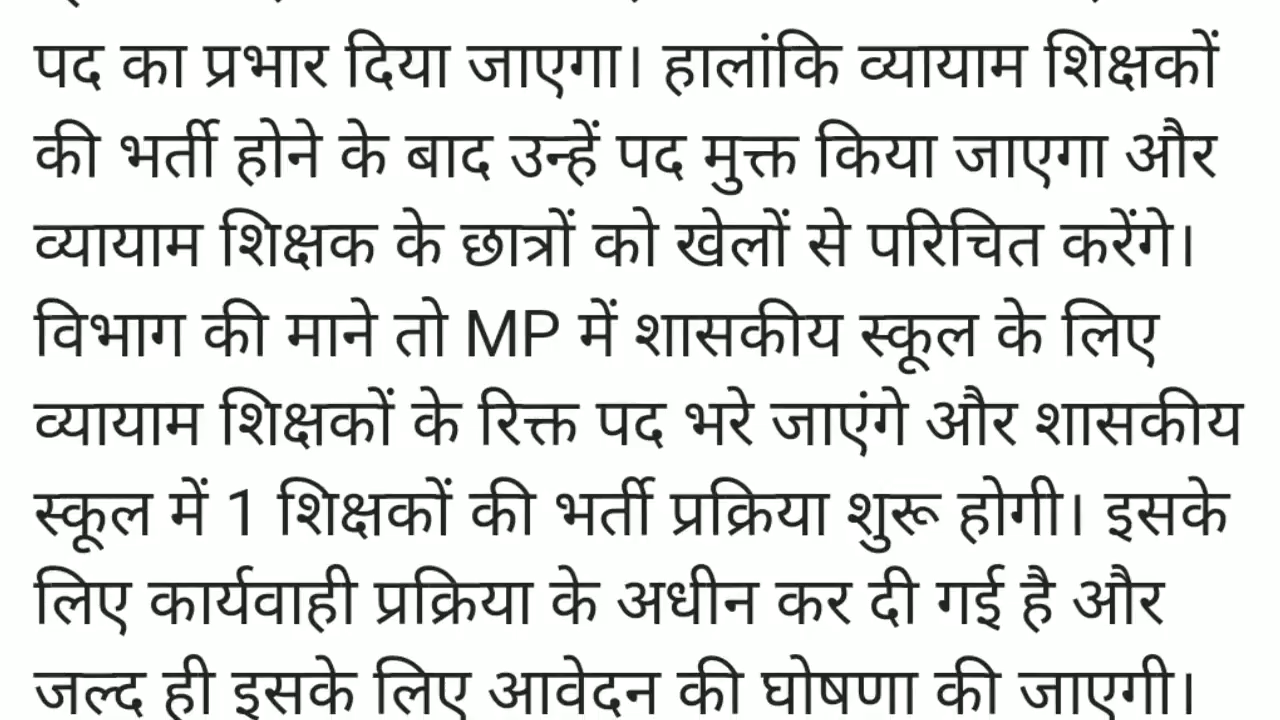 पद का प्रभार दिया जाएगा। हालांकि व्यायाम शिक्षकों
की भर्ती होने के बाद उन्हें पद मुक्त किया जाएगा और
व्यायाम शिक्षक के छात्रों को खेलों से परिचित करेंगे।
विभाग की माने तो MP में शासकीय स्कूल के लिए
व्यायाम शिक्षकों के रिक्त पद भरे जाएंगे और शासकीय
स्कूल में 1 शिक्षकों की भर्ती प्रक्रिया शुरू होगी। इसके
लिए कार्यवाही प्रक्रिया के अधीन कर दी गई है और
जल्द ही इसके लिए आवेदन की घोषणा की जाएगी।